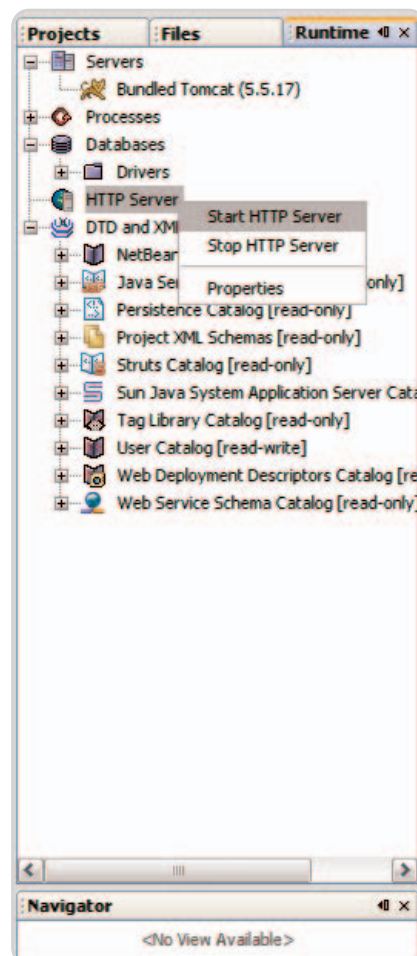 Projects Files Runtime
Servers
Bundled Tomcat (5.5.17)
Processes
Databases
Drivers
HTTP Server
Start HTTP Server
DTD and XM
Stop HTTP Server
NetBean
Java Se only]
Properties
Persistence Catalog [read-only]
Project XML Schemas [read-only]
Struts Catalog [read-only]
Sun Java System Application Server Cata
Tag Library Catalog [read-only]
User Catalog [read-write]
Web Deployment Descriptors Catalog [re
Web Service Schema Catalog [read-only]
Navigator
<No View Available>